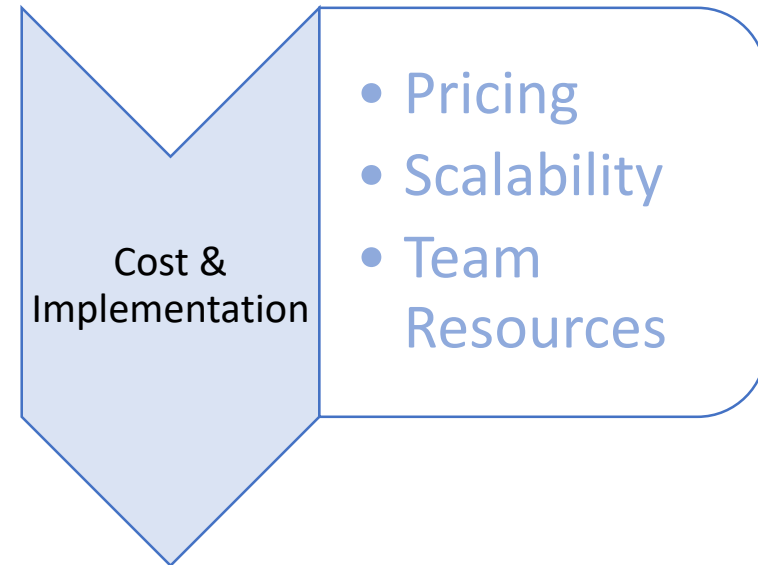 Cost &
Implementation
• Pricing
• Scalability
• Team
Resources